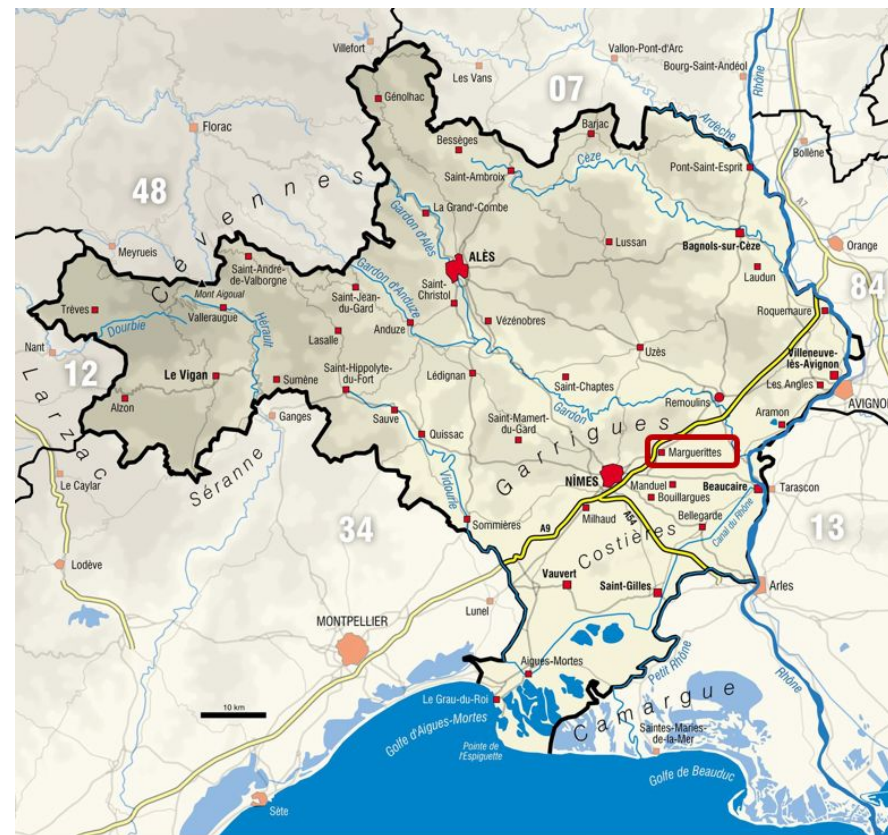 Villefort
Vallon-Pont-d'Arc
Les Vans
Bourg-Saint-Andéol
Rhône
07
Génolhac
Ardèche
Florac
Bessèges
Barjac
Bollène
Saint-Ambroix
Cèze
Pont-Saint-Esprit
A7
48
Cevennes
La Grand'-Combe
Gardon d'Alès
Lussan
Bagnols-sur-Cèze
Orange
Meyrueis
ALÈS
Saint-André-
de-Valborgne
Gardon d'Anduze
Laudun
Mont Aigoual
Saint-Jean-
du-Gard
Saint-
Christol
84
Trèves
Valleraugue
Hérault
Anduze
Vézénobres
Roquemaure
Dourbie
Lasalle
Nant
Uzès
Villeneuve-
lès-Avignon
12
Le Vigan
Sumène
Saint-Hippolyte-
du-Fort
Lédignan
Saint-Chaptes
Les Angles
Alzon
Gardon
Remoulins
AVIGNON
Larzac
Ganges
Sauve
Saint-Mamert-
du-Gard
Aramon
Quissac
Garrigues
Séranne
Marguerittes
Le Caylar
Vidourle
NÎMES
Manduel
Beaucaire
Tarascon
Bouillargues
34
Sommières
Milhaud
A54
Bellegarde
Canal du Rhône
13
A9
Costières
Lodève
Vauvert
Saint-Gilles
Arles
Lunel
MONTPELLIER
Aigues-Mortes
Petit Rhône
Rhône
10 km
Le Grau-du-Roi
Camargue
Golfe d'Aigues-Mortes
Saintes-Maries-
de-la-Mer
Pointe de
l'Espiguette
Golfe de Beauduc
Sète